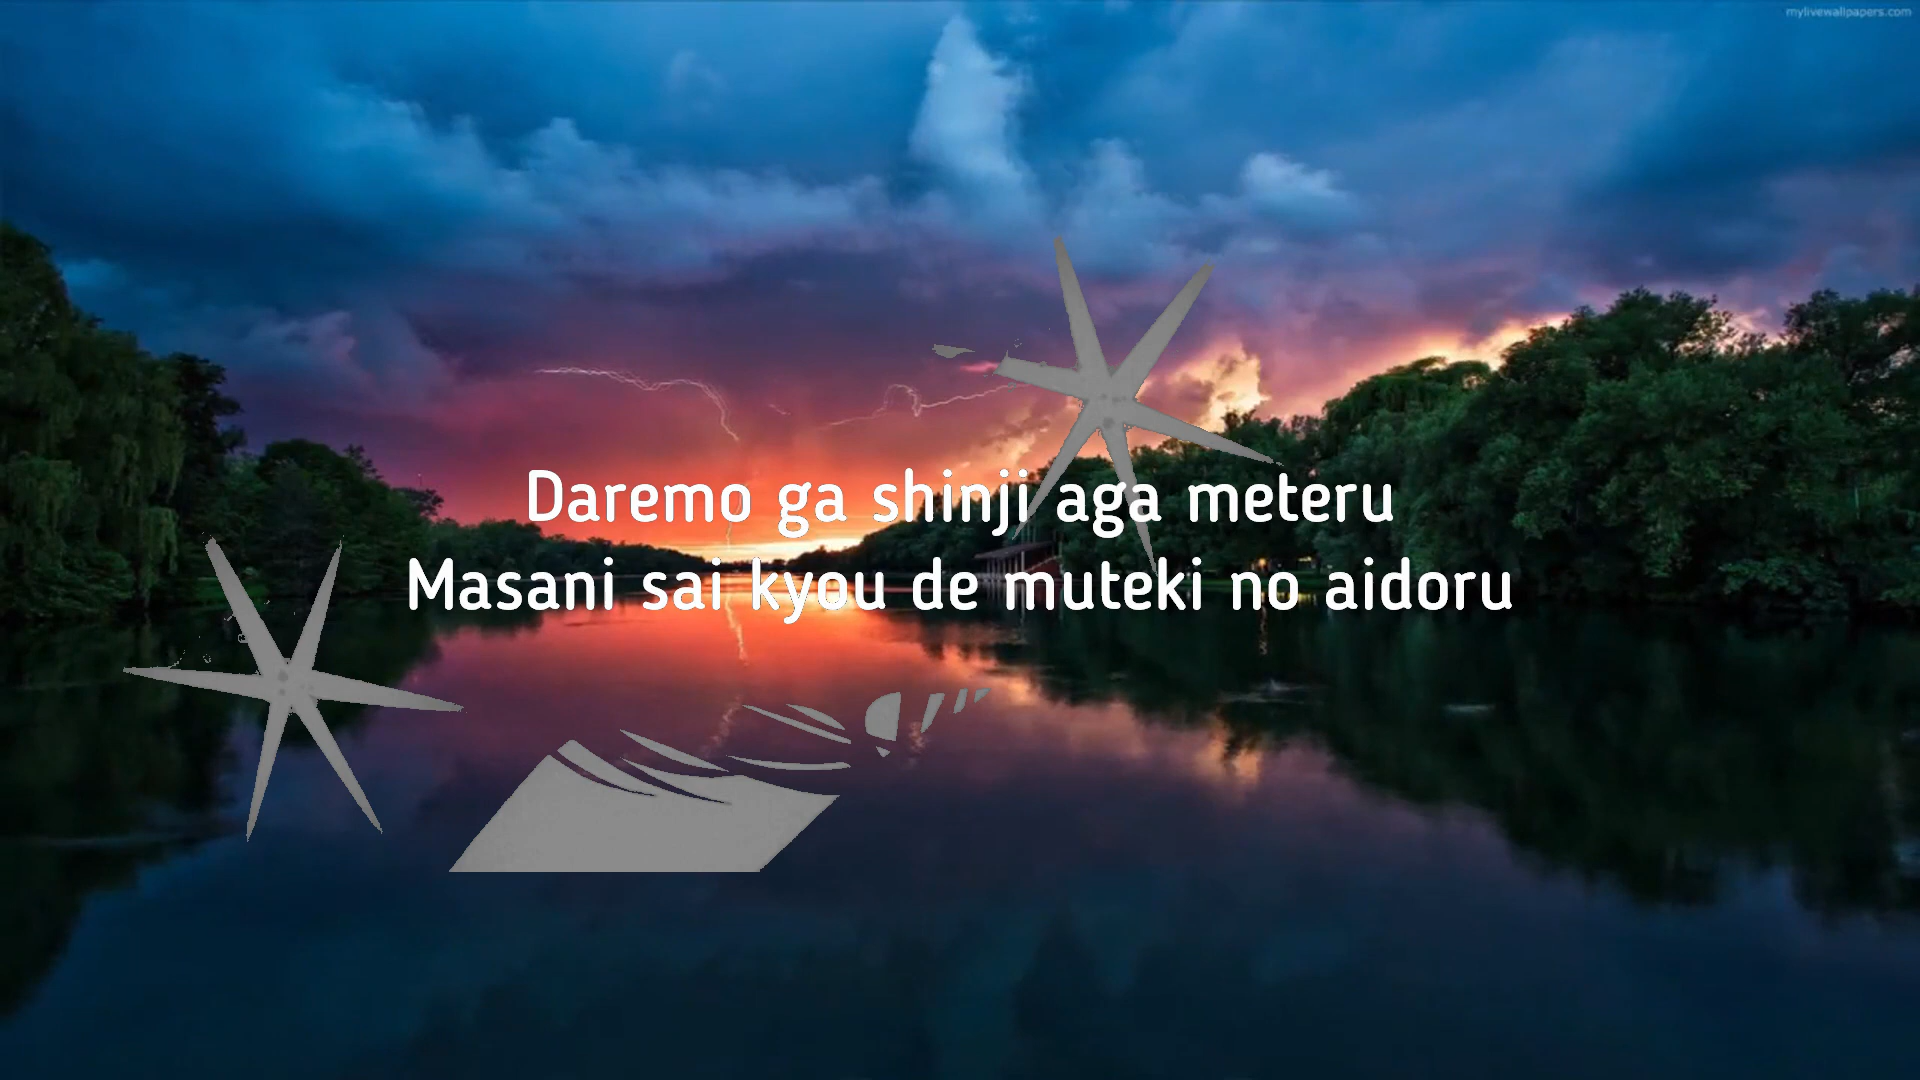 mylivewallpapers.com
Daremo ga shinji aga meteru
Masani sai kyou de muteki no aidoru